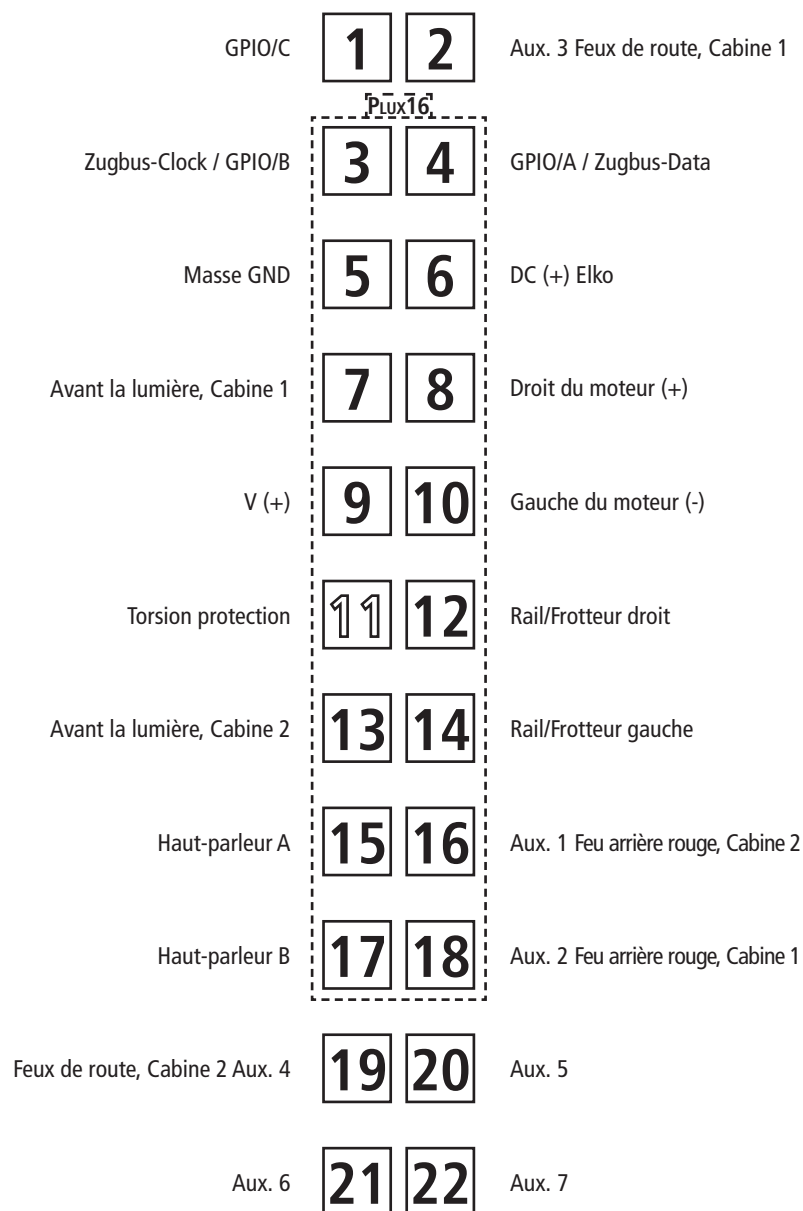 GPIO/C 1 2 Aux. 3 Feux de route, Cabine 1
PLUX16
Zugbus-Clock / GPIO/B 3 4 GPIO/A / Zugbus-Data
Masse GND 5 6 DC (+) Elko
Avant la lumière, Cabine 1 7 8 Droit du moteur (+)
V (+) 9 10 Gauche du moteur (-)
Torsion protection 11 12 Rail/Frotteur droit
Avant la lumière, Cabine 2 13 14 Rail/Frotteur gauche
Haut-parleur A 15 16 Aux. 1 Feu arrière rouge, Cabine 2
Haut-parleur B 17 18 Aux. 2 Feu arrière rouge, Cabine 1
Feux de route, Cabine 2 Aux. 4 19 20 Aux. 5
Aux. 6 21 22 Aux. 7